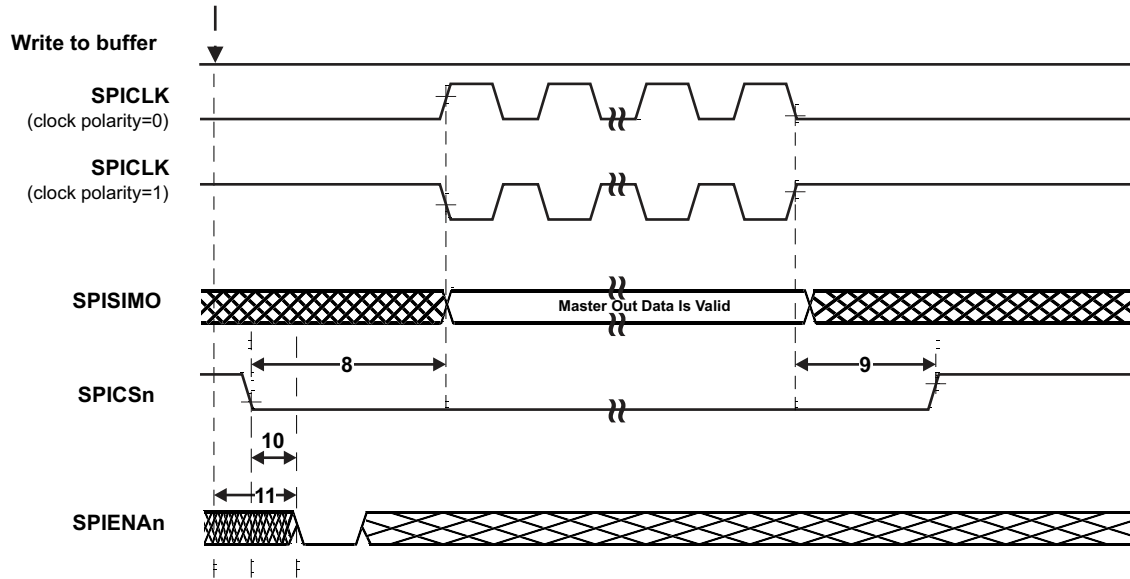 Write to buffer
SPICLK
(clock polarity=0)
SPICLK
(clock polarity=1)
SPISIMO
Master Out Data Is Valid
8
9
SPICSn
10
11
SPIENAn